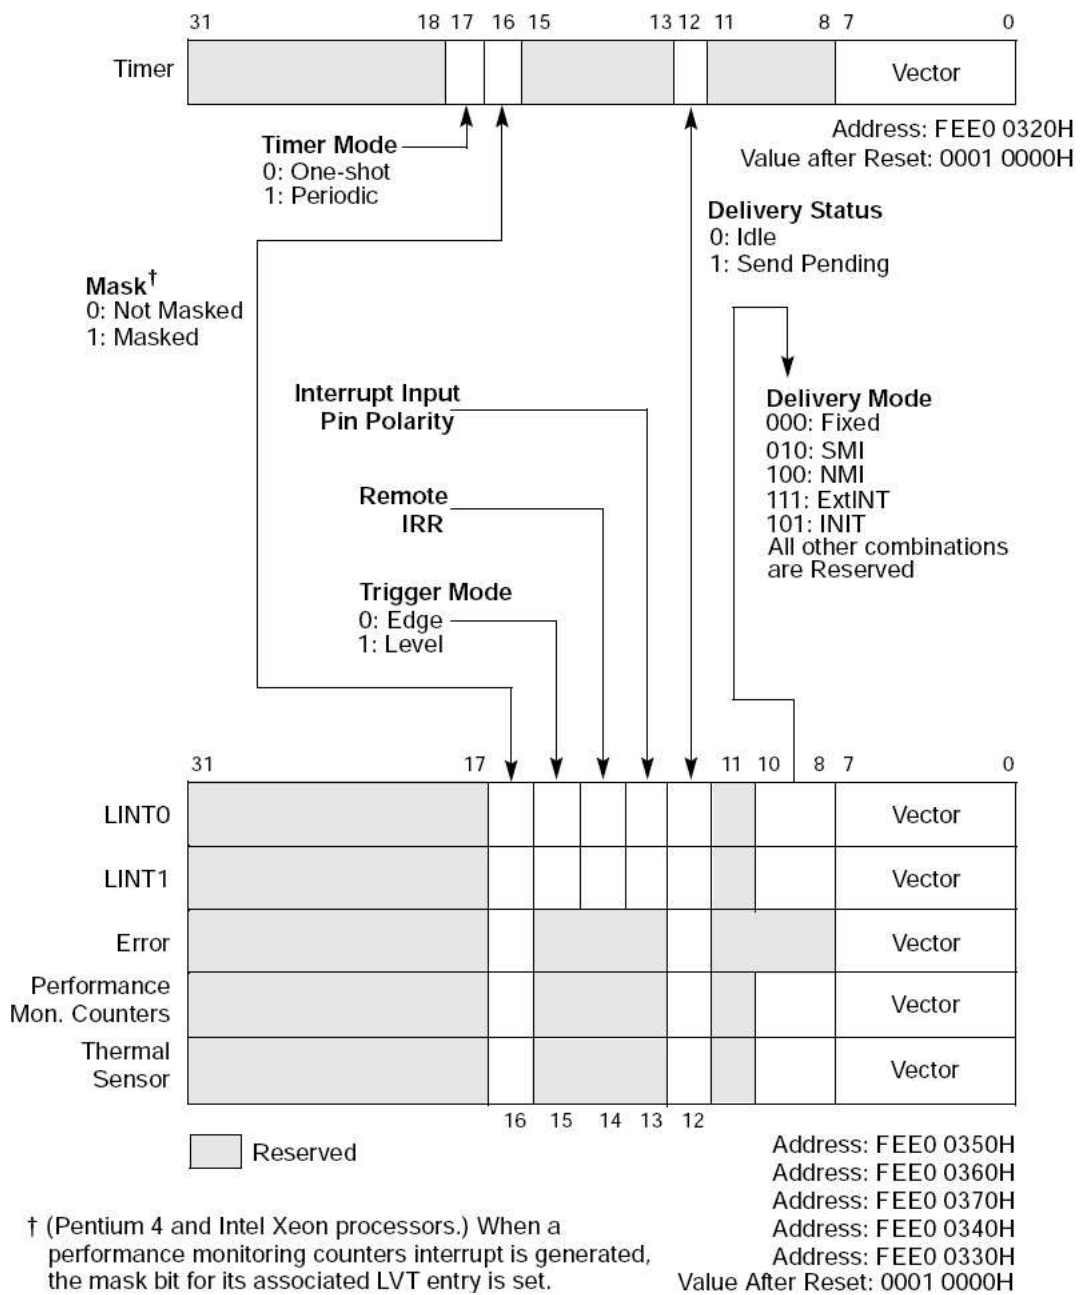 31 18 17 16 15 13 12 11 8 7 0
Timer Vector
Address: FEE0 0320H
Value after Reset: 0001 0000H
Timer Mode
0: One-shot
1: Periodic
Delivery Status
0: Idle
1: Send Pending
Mask†
0: Not Masked
1: Masked
Interrupt Input
Pin Polarity
Delivery Mode
000: Fixed
010: SMI
100: NMI
111: ExtINT
101: INIT
All other combinations
are Reserved
Remote
IRR
Trigger Mode
0: Edge
1: Level
31 17 11 10 8 7 0
LINT0 Vector
LINT1 Vector
Error Vector
Performance
Mon. Counters Vector
Thermal
Sensor Vector
16 15 14 13 12
Reserved
Address: FEE0 0350H
Address: FEE0 0360H
Address: FEE0 0370H
Address: FEE0 0340H
Address: FEE0 0330H
Value After Reset: 0001 0000H
† (Pentium 4 and Intel Xeon processors.) When a
performance monitoring counters interrupt is generated,
the mask bit for its associated LVT entry is set.